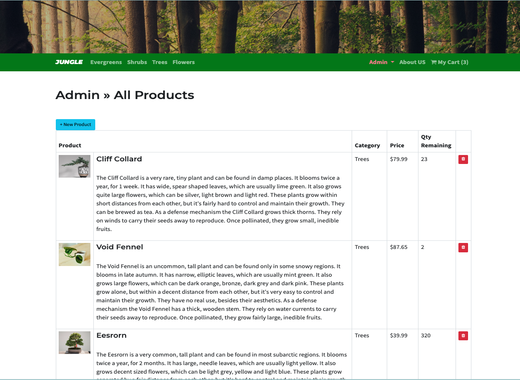 JUNGLE Evergreens Shrubs Trees Flowers Admin About US My Cart (3)
Admin » All Products
+ New Product
Product Category Price Qty Remaining
Cliff Collard Trees $79.99 23
The Cliff Collard is a very rare, tiny plant and can be found in damp places. It blooms twice a
year, for 1 week. It has wide, spear shaped leaves, which are usually lime green. It also grows
quite large flowers, which can be silver, light brown and light red. These plants grow within
short distances from each other, but it's fairly hard to control and maintain their growth. They
can be brewed as tea. As a defense mechanism the Cliff Collard grows thick thorns. They rely
on winds to carry their seeds away to reproduce. Once pollinated, they grow small, inedible
fruits.
Void Fennel Trees $87.65 2
The Void Fennel is an uncommon, tall plant and can be found only in some snowy regions. It
blooms in late autumn. It has narrow, elliptic leaves, which are usually mint green. It also
grows large flowers, which can be dark orange, bronze, dark grey and dark pink. These plants
grow alone, but within a decent distance from each other, but it's very easy to control and
maintain their growth. They have no real use, besides their aesthetics. As a defense
mechanism the Void Fennel has a thick, wooden stem. They rely on water currents to carry
their seeds away to reproduce. Once pollinated, they grow fairly large, inedible fruits.
Eesrorn Trees $39.99 320
The Eesrorn is a very common, tall plant and can be found in most subarctic regions. It blooms
twice a year, for 2 months. It has large, needle leaves, which are usually light yellow. It also
grows decent sized flowers, which can be light grey, yellow and light blue. These plants grow